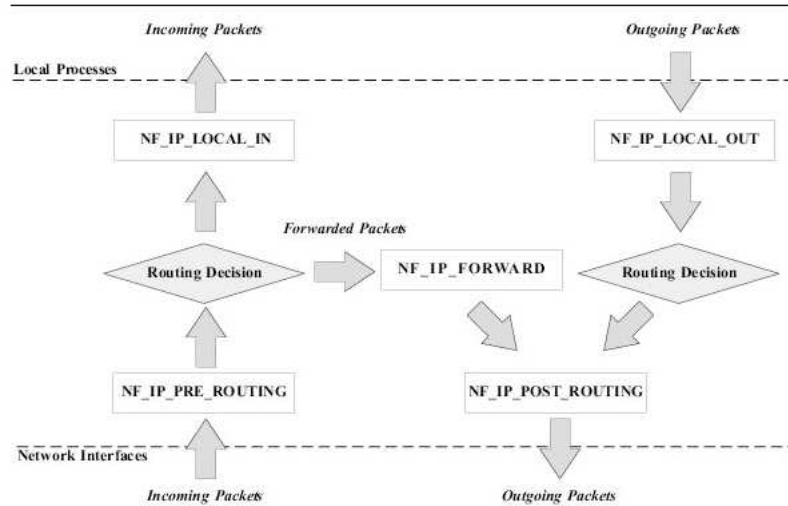 Incoming Packets
Outgoing Packets
Local Processes
NF_IP_LOCAL_IN
NF_IP_LOCAL_OUT
Forwarded Packets
Routing Decision
NF_IP_FORWARD
Routing Decision
NF_IP_PRE_ROUTING
NF_IP_POST_ROUTING
Network Interfaces
Incoming Packets
Outgoing Packets